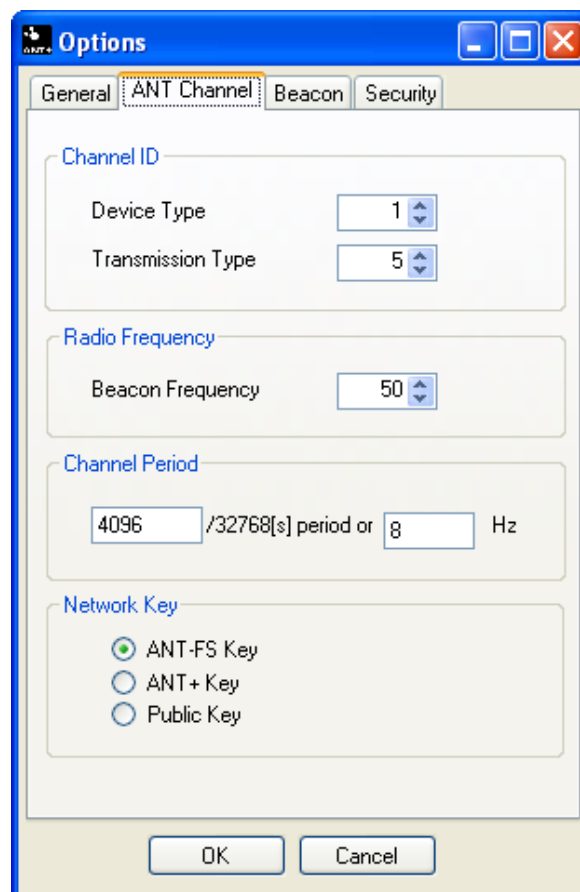 ANT+ Options
General ANT Channel Beacon Security
Channel ID
Device Type 1
Transmission Type 5
Radio Frequency
Beacon Frequency 50
Channel Period
4096 /32768[s] period or 8 Hz
Network Key
ANT-FS Key
ANT+ Key
Public Key
OK Cancel